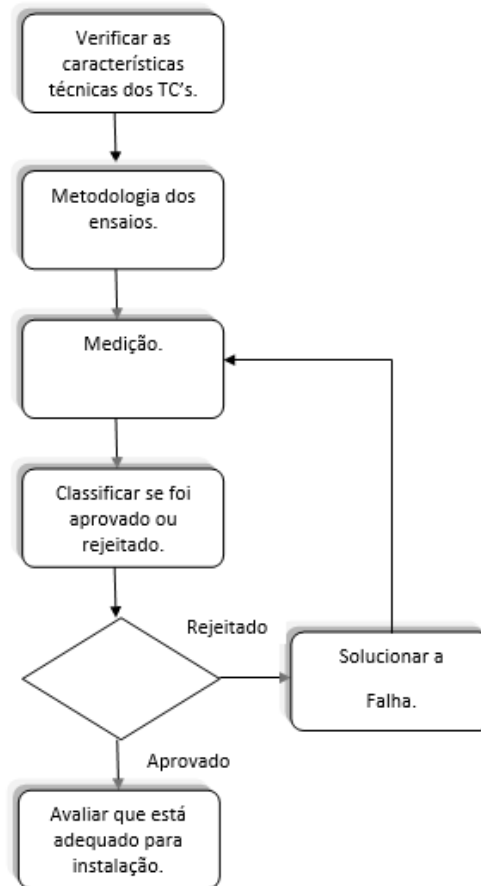 Verificar as
características
técnicas dos TC's.
Metodologia dos
ensaios.
Medição.
Classificar se foi
aprovado ou
rejeitado.
Rejeitado
Solucionar a
Falha.
Aprovado
Avaliar que está
adequado para
instalação.